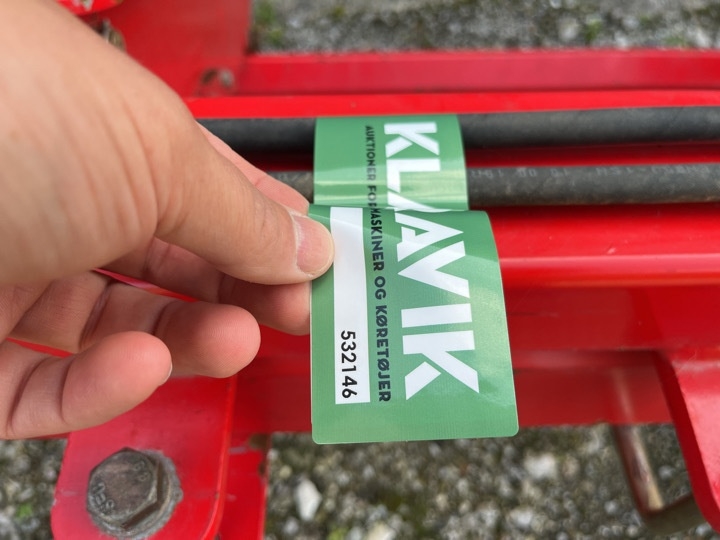 KLAVIK
AUKTIONER FOR MASKINER OG KØRETØJER
532146